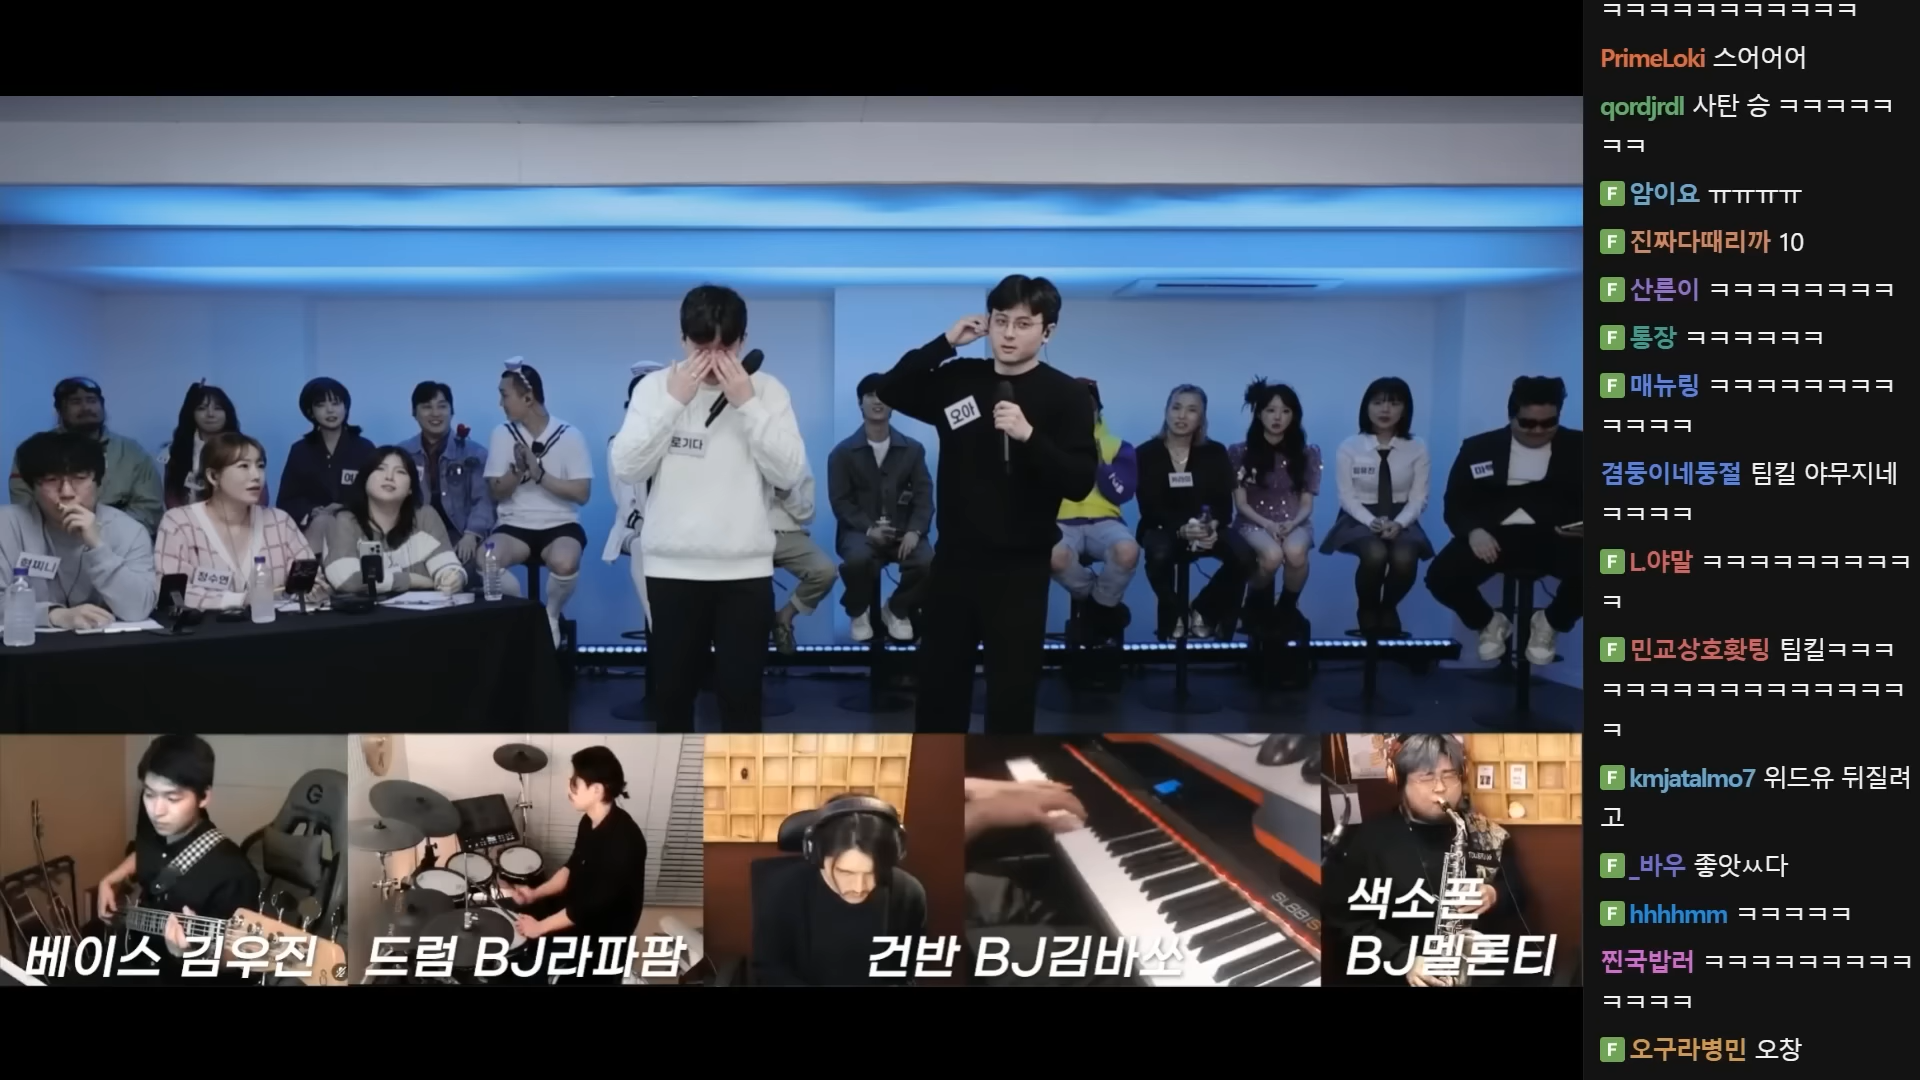 로기다
오아
정수연
베이스 김우진
드럼 BJ라파팜
건반 BJ김바쏘
색소폰
BJ멜론티
ㅋㅋㅋㅋㅋㅋㅋㅋㅋㅋㅋ
PrimeLoki 스어어어
qordjrdl 사탄 승 ㅋㅋㅋㅋㅋ
ㅋㅋ
F 암이요 ㅠㅠㅠㅠ
F 진짜다때리까 10
F 산른이 ㅋㅋㅋㅋㅋㅋㅋㅋ
F 통장 ㅋㅋㅋㅋㅋㅋ
F 매뉴링 ㅋㅋㅋㅋㅋㅋㅋㅋ
ㅋㅋㅋㅋ
겸둥이네둥절 팀킬 야무지네
ㅋㅋㅋㅋ
F L.야말 ㅋㅋㅋㅋㅋㅋㅋㅋㅋ
ㅋ
F 민교상호홧팅 팀킬ㅋㅋㅋ
ㅋㅋㅋㅋㅋㅋㅋㅋㅋㅋㅋㅋㅋ
ㅋ
F kmjatalmo7 위드유 뒤질려
고
F _바우 좋앗ㅆ다
F hhhhmm ㅋㅋㅋㅋㅋ
찐국밥러 ㅋㅋㅋㅋㅋㅋㅋㅋㅋ
ㅋㅋㅋㅋ
F 오구라병민 오창